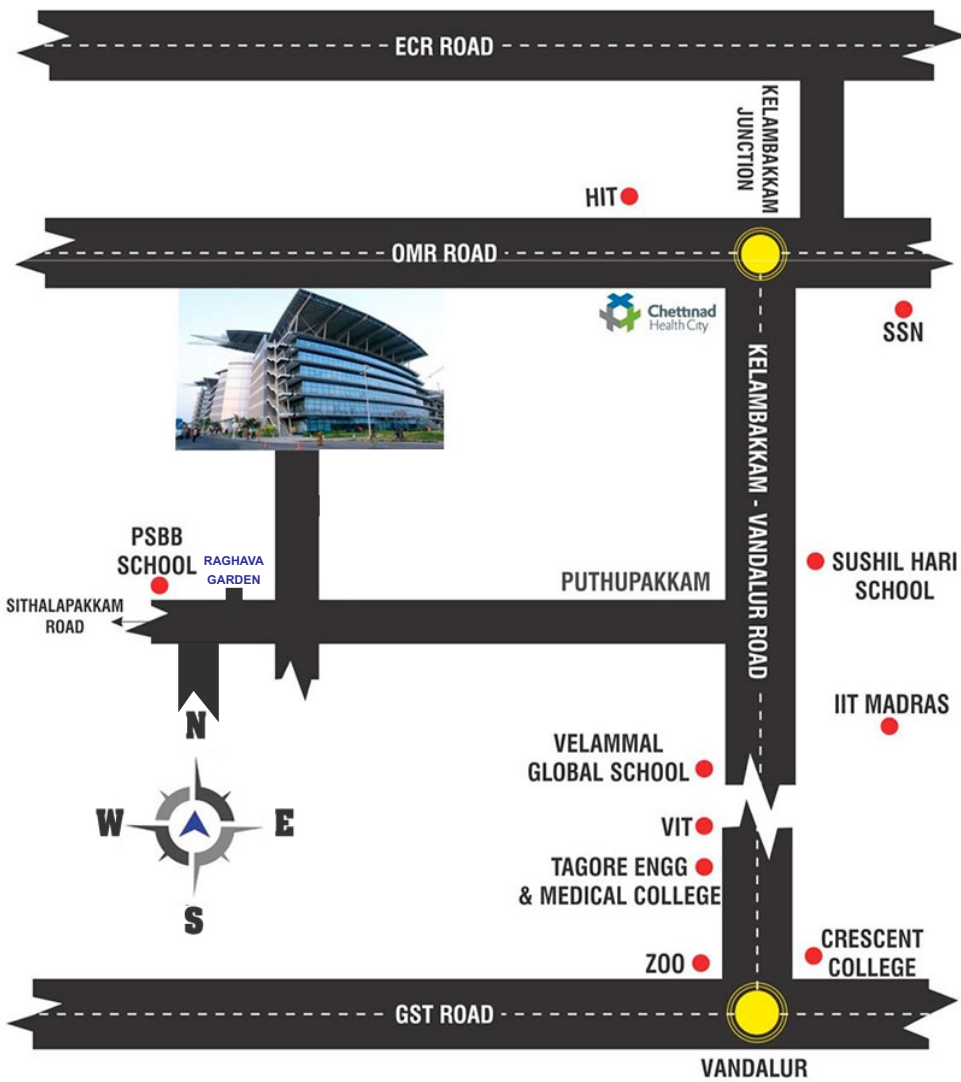 ECR ROAD
KELAMBAKKAM
JUNCTION
HIT
OMR ROAD
Chettinad
Health City
SSN
KELAMBAKKAM - VANDALUR ROAD
PSBB
SCHOOL
RAGHAVA
GARDEN
PUTHUPAKKAM
SUSHIL HARI
SCHOOL
SITHALAPAKKAM
ROAD
IIT MADRAS
N
VELAMMAL
GLOBAL SCHOOL
W
E
VIT
TAGORE ENGG
& MEDICAL COLLEGE
S
CRESCENT
COLLEGE
ZOO
GST ROAD
VANDALUR